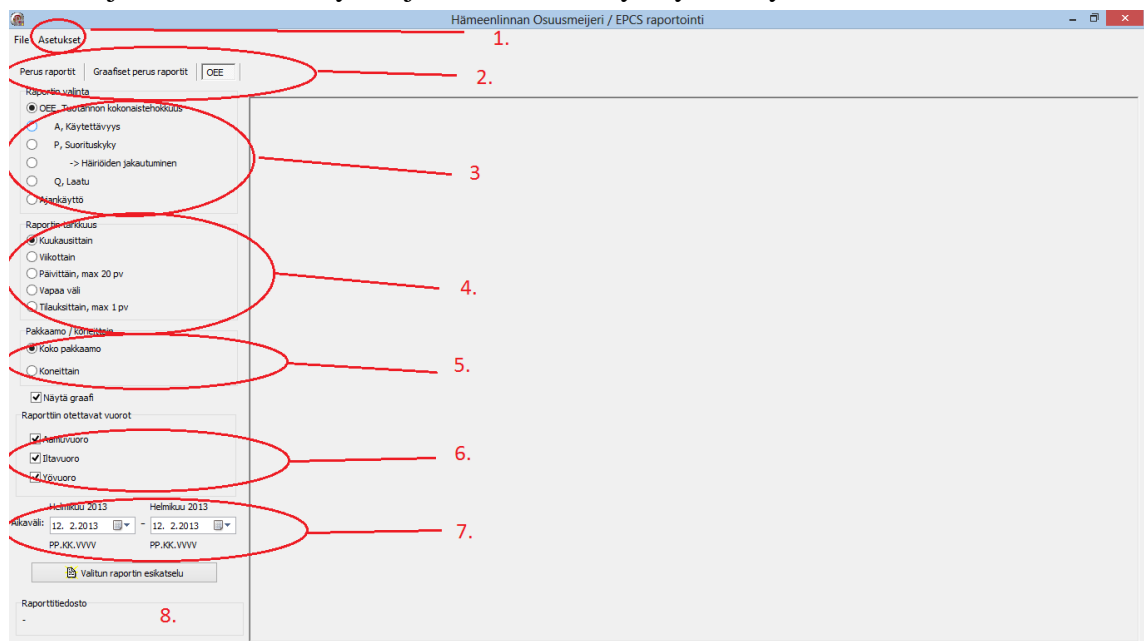 Hämeenlinnan Osuusmeijeri / EPCS raportointi
File Asetukset
1.
Perus raportit Graafiset perus raportit OEE
2.
Raportin valinta
OEE, Tuotannon kokonaistehokkuus
A, Käytettävyys
P, Suorituskyky
-> Häiriöiden jakautuminen
3
Q, Laatu
Ajankäyttö
Raportin tarkkuus
Kuukausittain
Viikottain
Päivittäin, max 20 pv
Vapaa väli
4.
Tilauksittain, max 1 pv
Pakkaamo / koneittain
Koko pakkaamo
5.
Koneittain
Näytä graafi
Raporttiin otettavat vuorot
Aamuvuoro
Iltavuoro
6.
Yövuoro
Helmikuu 2013 Helmikuu 2013
Aikaväli: 12. 2.2013 - 12. 2.2013
7.
PP.KK.VVVV PP.KK.VVVV
Valitun raportin esikatselu
Raporttitiedosto
8.
-